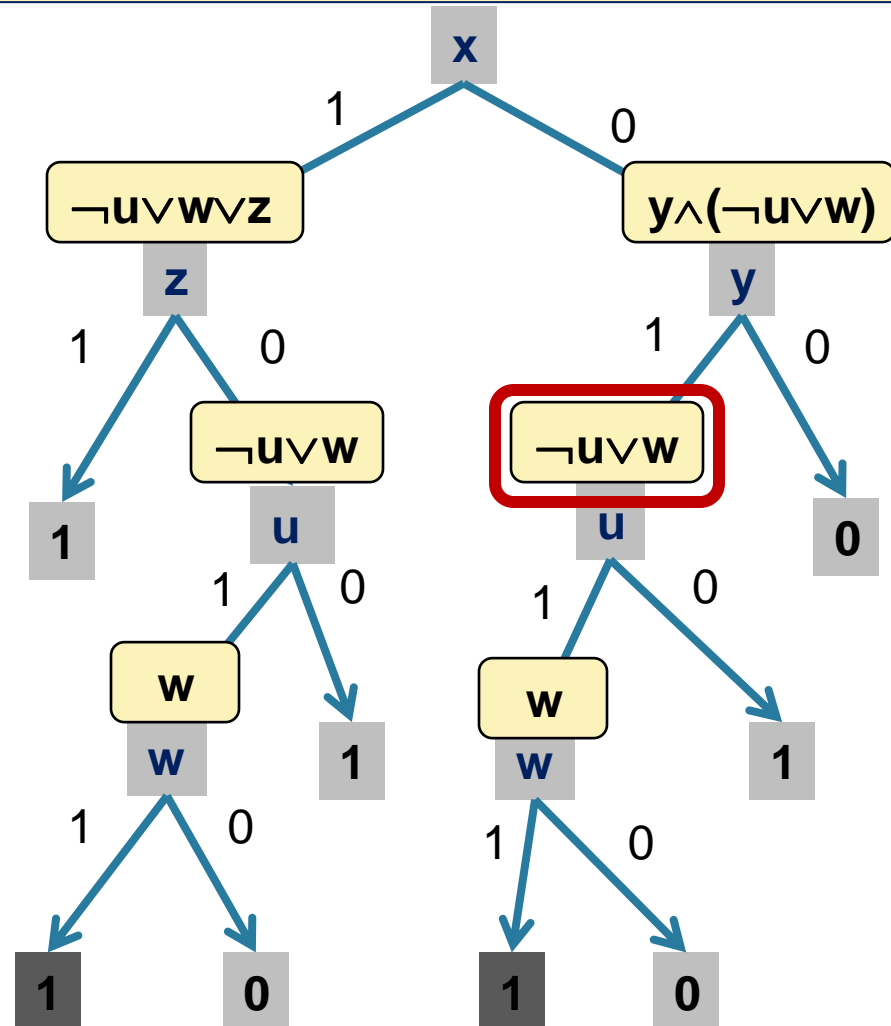 x
1 0
¬u∨w∨z y∧(¬u∨w)
z y
1 0 1 0
¬u∨w ¬u∨w
1 u u 0
1 0 1 0
w w
w 1 w 1
1 0 1 0
1 0 1 0